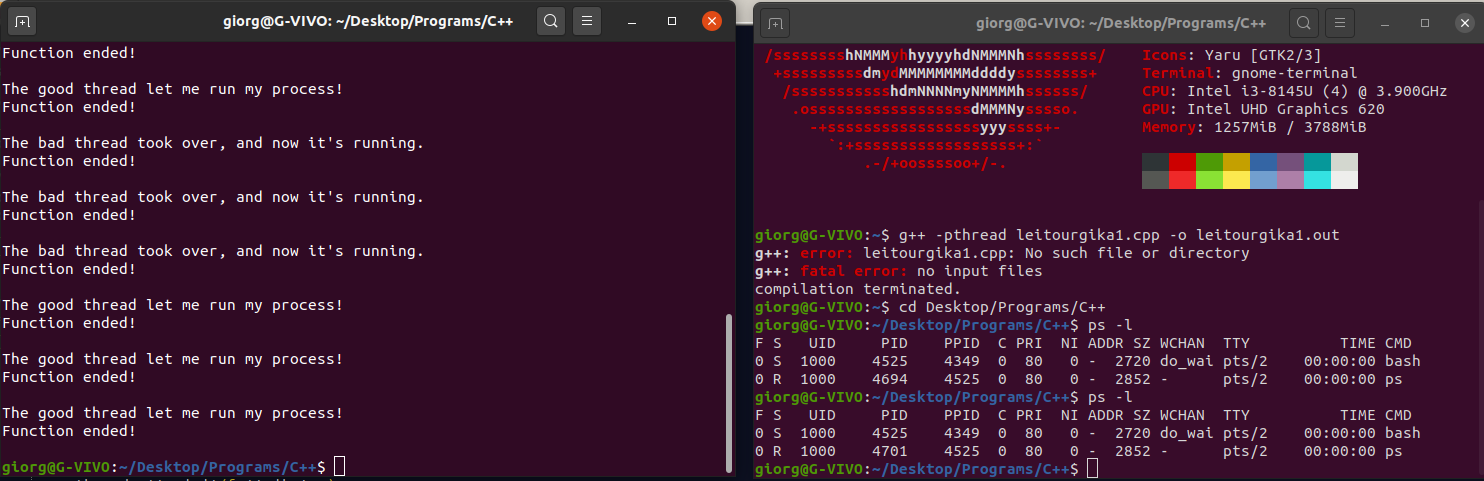 giorg@G-VIVO: ~/Desktop/Programs/C++
Function ended!
The good thread let me run my process!
Function ended!
The bad thread took over, and now it's running.
Function ended!
The bad thread took over, and now it's running.
Function ended!
The bad thread took over, and now it's running.
Function ended!
The good thread let me run my process!
Function ended!
The good thread let me run my process!
Function ended!
The good thread let me run my process!
Function ended!
giorg@G-VIVO:~/Desktop/Programs/C++$
giorg@G-VIVO: ~/Desktop/Programs/C++
/sssssssshNMMMyhhyyyyhdNMMMNhssssssss/ Icons: Yaru [GTK2/3]
+sssssssssdmydMMMMMMMMddddyssssssss+ Terminal: gnome-terminal
/ssssssssssshdmNNNNmyNMMMMhssssss/ CPU: Intel i3-8145U (4) @ 3.900GHz
.ossssssssssssssssssdMMMNysssso. GPU: Intel UHD Graphics 620
-+sssssssssssssssssyyyssss+- Memory: 1257MiB / 3788MiB
`:+ssssssssssssssssss+:`
.-/+oossssoo+/-.
giorg@G-VIVO:~$ g++ -pthread leitourgika1.cpp -o leitourgika1.out
g++: error: leitourgika1.cpp: No such file or directory
g++: fatal error: no input files
compilation terminated.
giorg@G-VIVO:~$ cd Desktop/Programs/C++
giorg@G-VIVO:~/Desktop/Programs/C++$ ps -l
F S UID PID PPID C PRI NI ADDR SZ WCHAN TTY TIME CMD
0 S 1000 4525 4349 0 80 0 - 2720 do_wai pts/2 00:00:00 bash
0 R 1000 4694 4525 0 80 0 - 2852 - pts/2 00:00:00 ps
giorg@G-VIVO:~/Desktop/Programs/C++$ ps -l
F S UID PID PPID C PRI NI ADDR SZ WCHAN TTY TIME CMD
0 S 1000 4525 4349 0 80 0 - 2720 do_wai pts/2 00:00:00 bash
0 R 1000 4701 4525 0 80 0 - 2852 - pts/2 00:00:00 ps
giorg@G-VIVO:~/Desktop/Programs/C++$